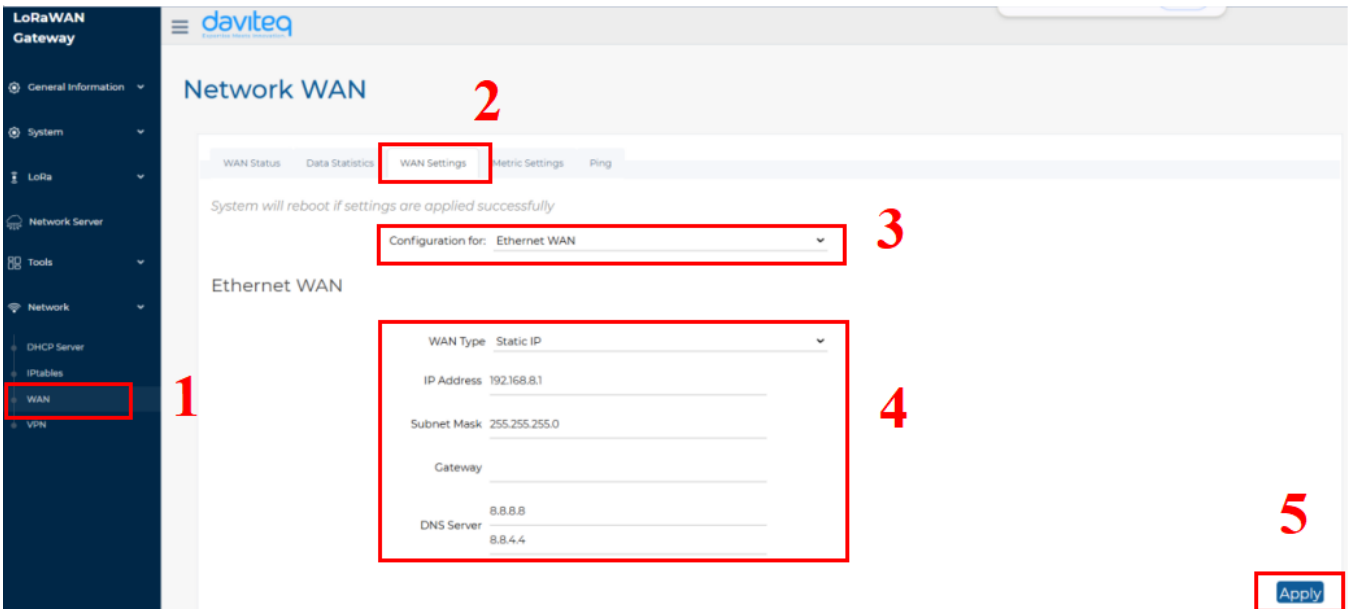 LoRaWAN
Gateway
General Information
System
LoRa
Network Server
Tools
Network
DHCP Server
IPtables
WAN
VPN
1
daviteq
Network WAN
2
WAN Status Data Statistics WAN Settings Metric Settings Ping
System will reboot if settings are applied successfully
Configuration for: Ethernet WAN
3
Ethernet WAN
WAN Type Static IP
IP Address 192.168.8.1
Subnet Mask 255.255.255.0
4
Gateway
DNS Server
8.8.8.8
8.8.4.4
5
Apply